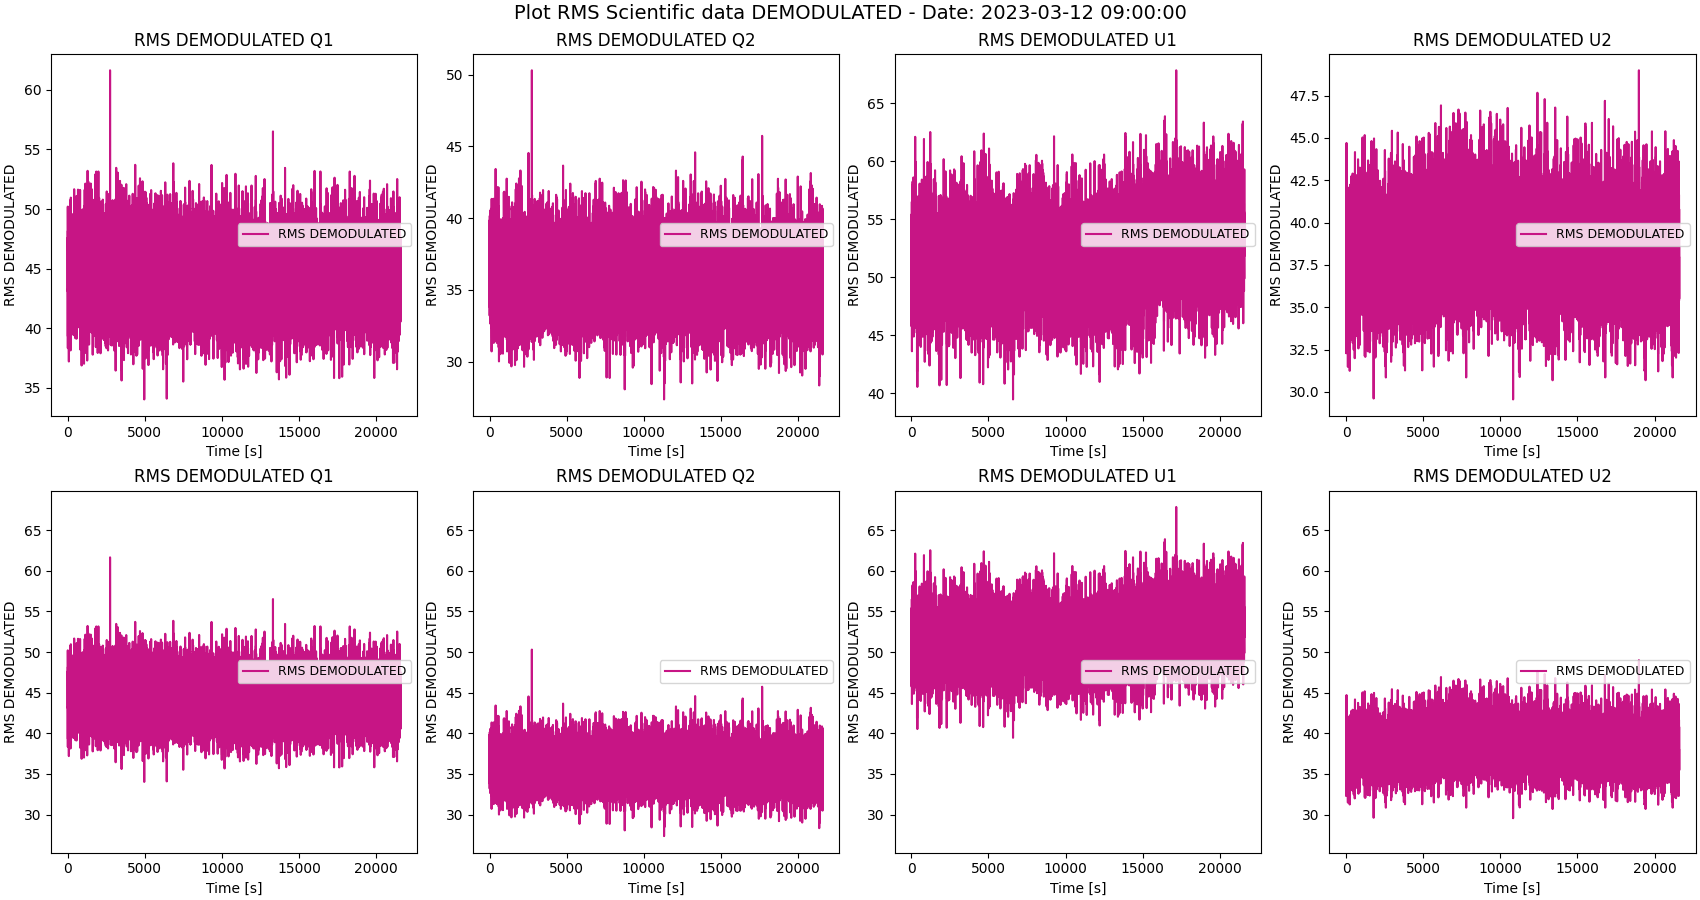 Plot RMS Scientific data DEMODULATED - Date: 2023-03-12 09:00:00
RMS DEMODULATED Q1
RMS DEMODULATED
60
55
50
45
40
35
RMS DEMODULATED
0 5000 10000 15000 20000
Time [s]
RMS DEMODULATED Q2
RMS DEMODULATED
50
45
40
35
30
RMS DEMODULATED
0 5000 10000 15000 20000
Time [s]
RMS DEMODULATED U1
RMS DEMODULATED
65
60
55
50
45
40
RMS DEMODULATED
0 5000 10000 15000 20000
Time [s]
RMS DEMODULATED U2
RMS DEMODULATED
47.5
45.0
42.5
40.0
37.5
35.0
32.5
30.0
RMS DEMODULATED
0 5000 10000 15000 20000
Time [s]
RMS DEMODULATED Q1
RMS DEMODULATED
65
60
55
50
45
40
35
30
RMS DEMODULATED
0 5000 10000 15000 20000
Time [s]
RMS DEMODULATED Q2
RMS DEMODULATED
65
60
55
50
45
40
35
30
RMS DEMODULATED
0 5000 10000 15000 20000
Time [s]
RMS DEMODULATED U1
RMS DEMODULATED
65
60
55
50
45
40
35
30
RMS DEMODULATED
0 5000 10000 15000 20000
Time [s]
RMS DEMODULATED U2
RMS DEMODULATED
65
60
55
50
45
40
35
30
RMS DEMODULATED
0 5000 10000 15000 20000
Time [s]